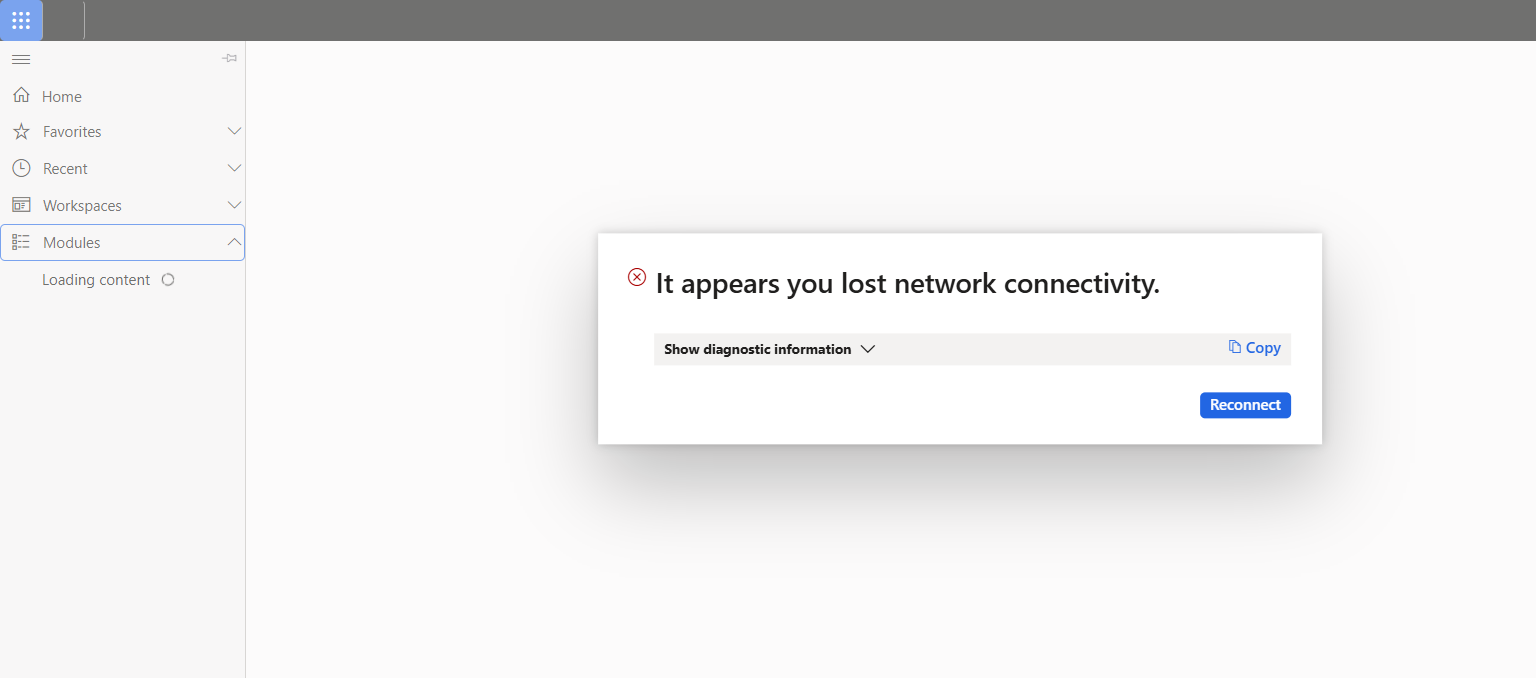 Home
Favorites
Recent
Workspaces
Modules
Loading content
It appears you lost network connectivity.
Show diagnostic information
Copy
Reconnect